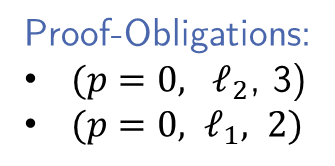 Proof-Obligations:
• (𝑝 = 0, ℓ₂, 3)
• (𝑝 = 0, ℓ₁, 2)